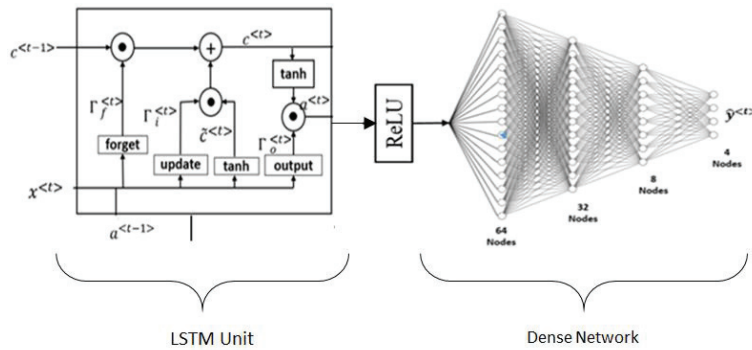 c<t-1>
c<t>
tanh
a<t>
Γf<t>
Γi<t>
c̃<t>
Γo<t>
forget
update
tanh
output
x<t>
a<t-1>
ReLU
ŷ<t>
4
Nodes
8
Nodes
32
Nodes
64
Nodes
LSTM Unit
Dense Network